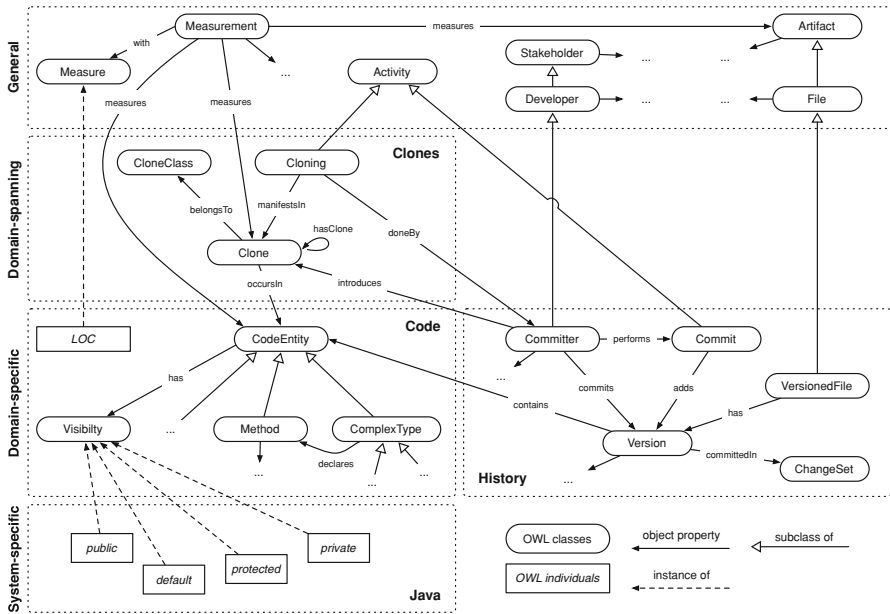 General
Measurement
measures
Artifact
with
Stakeholder
...
...
Measure
...
Activity
measures
measures
Developer
...
...
File
Domain-spanning
Clones
CloneClass
Cloning
belongsTo
manifestsIn
hasClone
doneBy
Clone
occursIn
introduces
Domain-specific
Code
LOC
CodeEntity
Committer
performs
Commit
has
...
commits
adds
VersionedFile
contains
has
Visibilty
...
Method
ComplexType
Version
declares
committedIn
...
...
...
...
ChangeSet
History
System-specific
public
default
protected
private
Java
OWL classes
object property
subclass of
OWL individuals
instance of